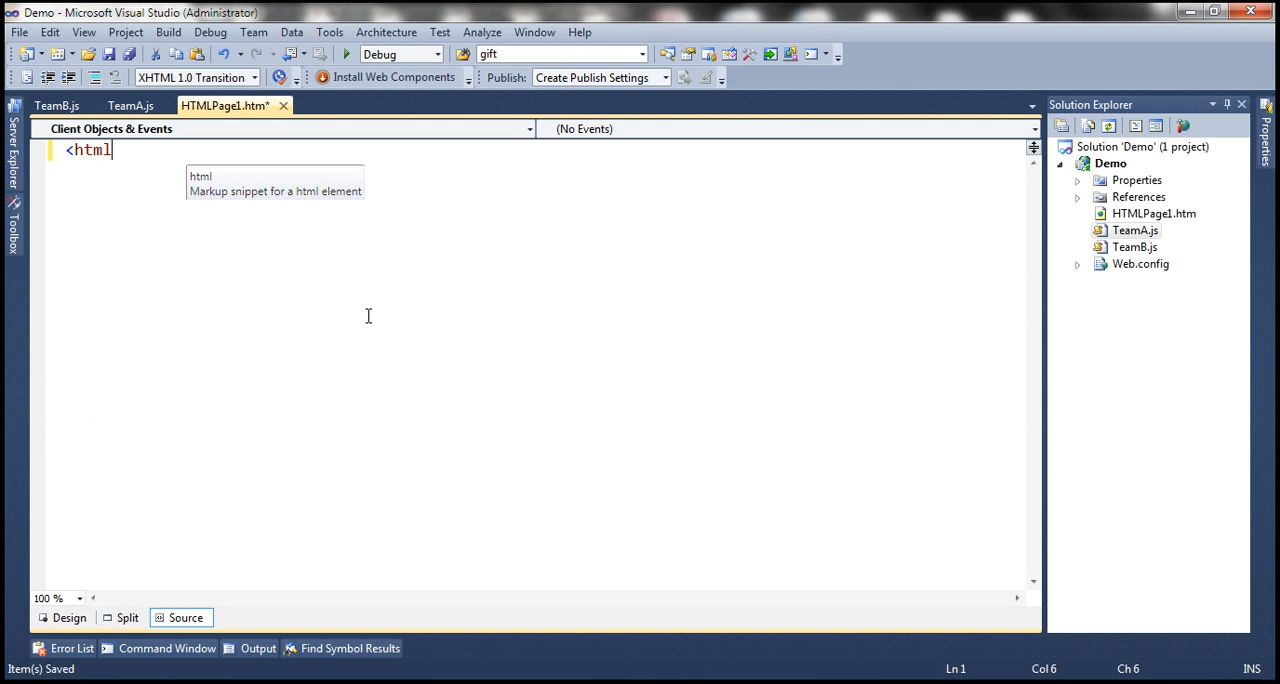 Demo - Microsoft Visual Studio (Administrator)
File Edit View Project Build Debug Team Data Tools Architecture Test Analyze Window Help
Debug gift
XHTML 1.0 Transition Install Web Components Publish: Create Publish Settings
TeamB.js TeamA.js HTMLPage1.htm*
Client Objects & Events (No Events)
<html
html
Markup snippet for a html element
Server Explorer
Toolbox
Solution Explorer
Solution 'Demo' (1 project)
Demo
Properties
References
HTMLPage1.htm
TeamA.js
TeamB.js
Web.config
Properties
100 %
Design Split Source
Error List Command Window Output Find Symbol Results
Item(s) Saved Ln 1 Col 6 Ch 6 INS